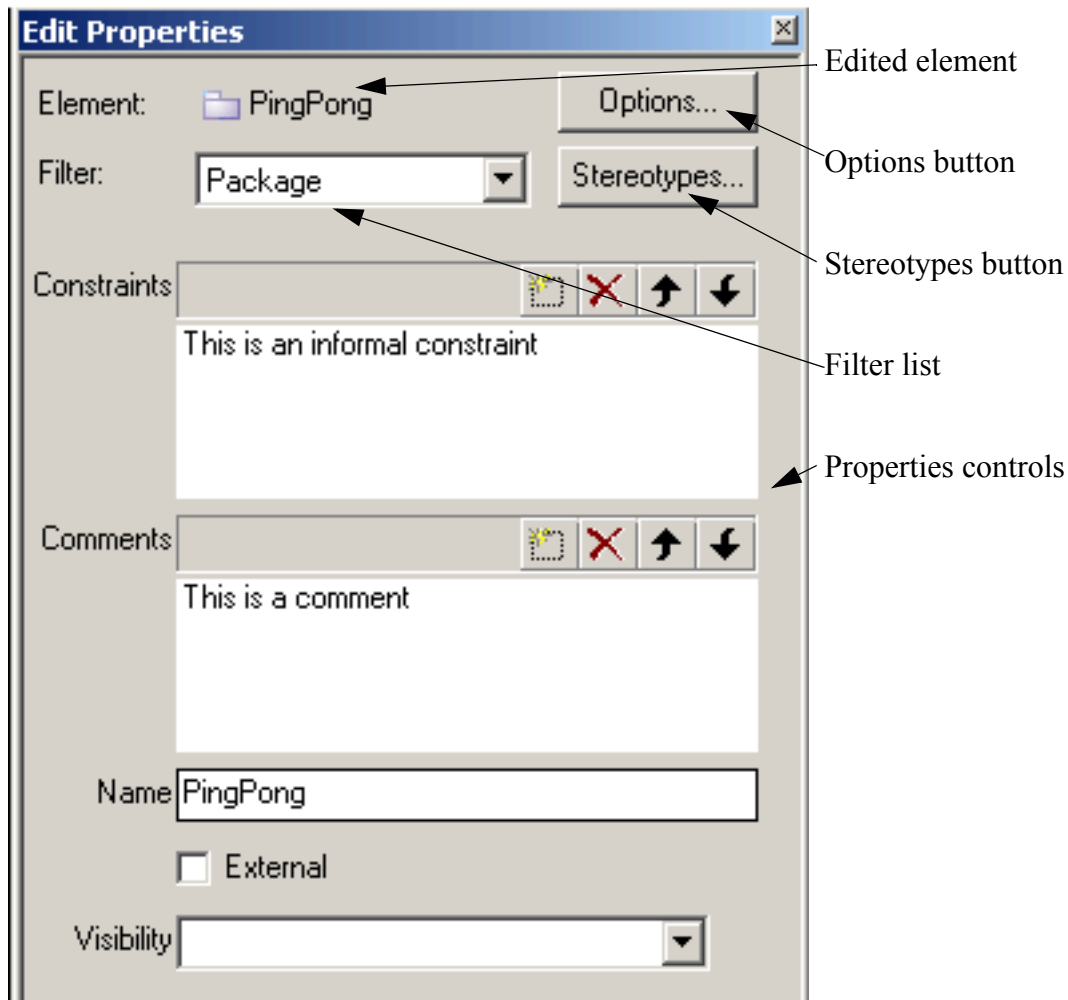 Edit Properties
Edited element
Element: PingPong Options...
Options button
Filter: Package Stereotypes...
Stereotypes button
Constraints
This is an informal constraint
Filter list
Properties controls
Comments
This is a comment
Name PingPong
External
Visibility